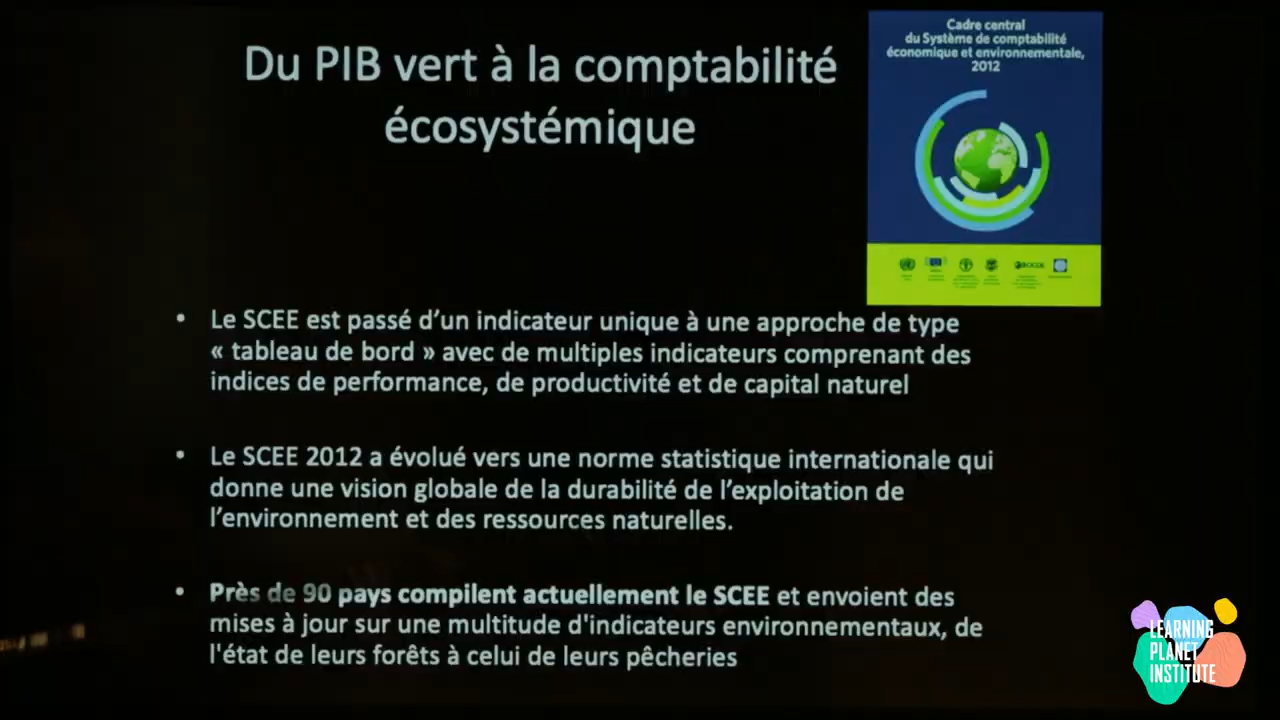 Du PIB vert à la comptabilité
écosystémique
Cadre central
du Système de comptabilité
économique et environnementale,
2012
OCDE
• Le SCEE est passé d’un indicateur unique à une approche de type
« tableau de bord » avec de multiples indicateurs comprenant des
indices de performance, de productivité et de capital naturel
• Le SCEE 2012 a évolué vers une norme statistique internationale qui
donne une vision globale de la durabilité de l’exploitation de
l’environnement et des ressources naturelles.
• Près de 90 pays compilent actuellement le SCEE et envoient des
mises à jour sur une multitude d'indicateurs environnementaux, de
l'état de leurs forêts à celui de leurs pêcheries
LEARNING
PLANET
INSTITUTE